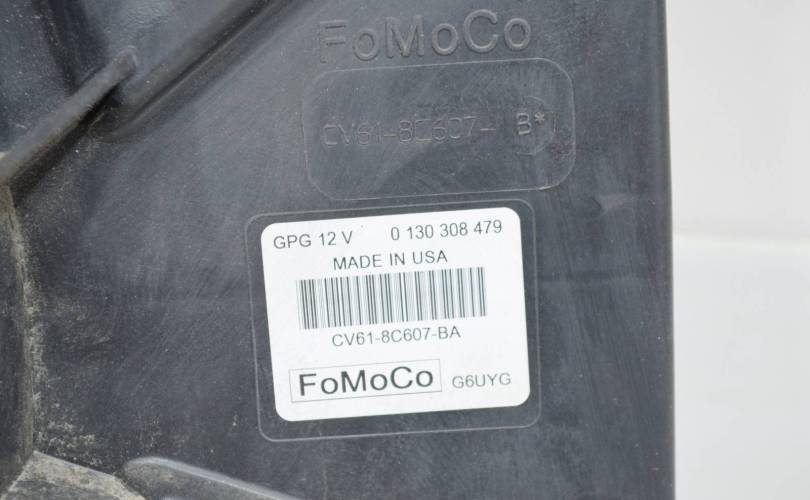 FoMoCo
CV61-8C607- B*
GPG 12 V 0 130 308 479
MADE IN USA
CV61-8C607-BA
FoMoCo G6UYG